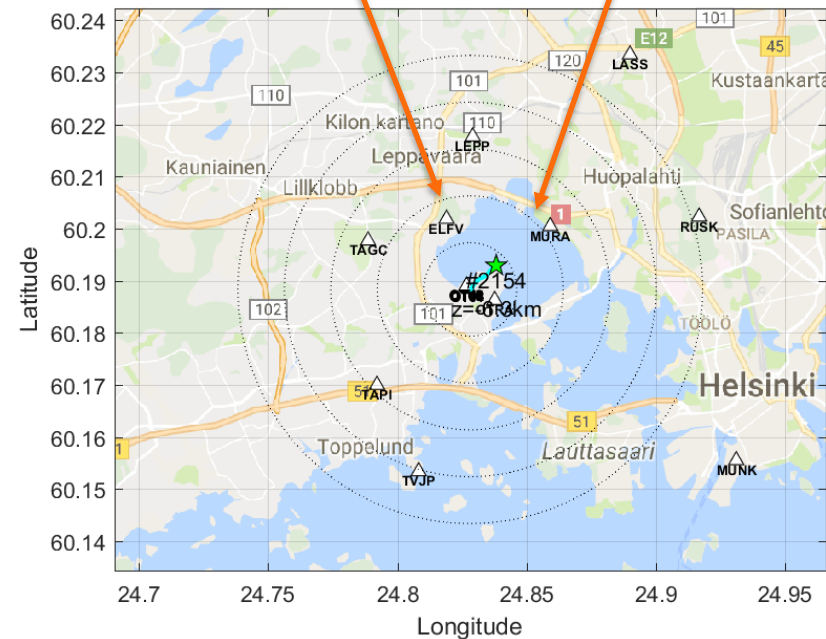 60.24
60.23
60.22
60.21
60.2
60.19
60.18
60.17
60.16
60.15
60.14
Latitude
24.7
24.75
24.8
24.85
24.9
24.95
Longitude
101
E12
45
120
LASS
101
Kustaankarta
110
Kilon kartano
110
LEPP
Leppävaara
Kauniainen
Huopalahti
Lillklobb
1
ELFV
MURA
RUSK
Sofianlehto
PASILA
TAGC
#2154
102
101
km
TÖÖLÖ
Helsinki
TAPI
51
Toppelund
Lauttasaari
TVJP
MUNK
1